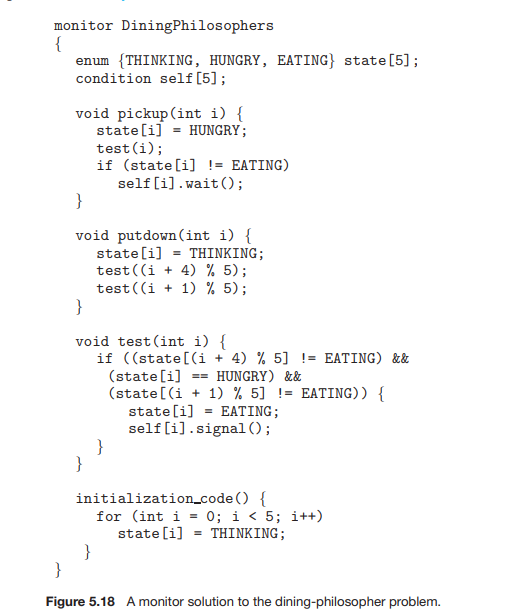 monitor DiningPhilosophers
{
enum {THINKING, HUNGRY, EATING} state[5];
condition self[5];
void pickup(int i) {
state[i] = HUNGRY;
test(i);
if (state[i] != EATING)
self[i].wait();
}
void putdown(int i) {
state[i] = THINKING;
test((i + 4) % 5);
test((i + 1) % 5);
}
void test(int i) {
if ((state[(i + 4) % 5] != EATING) &&
(state[i] == HUNGRY) &&
(state[(i + 1) % 5] != EATING)) {
state[i] = EATING;
self[i].signal();
}
}
initialization_code() {
for (int i = 0; i < 5; i++)
state[i] = THINKING;
}
}
Figure 5.18 A monitor solution to the dining-philosopher problem.